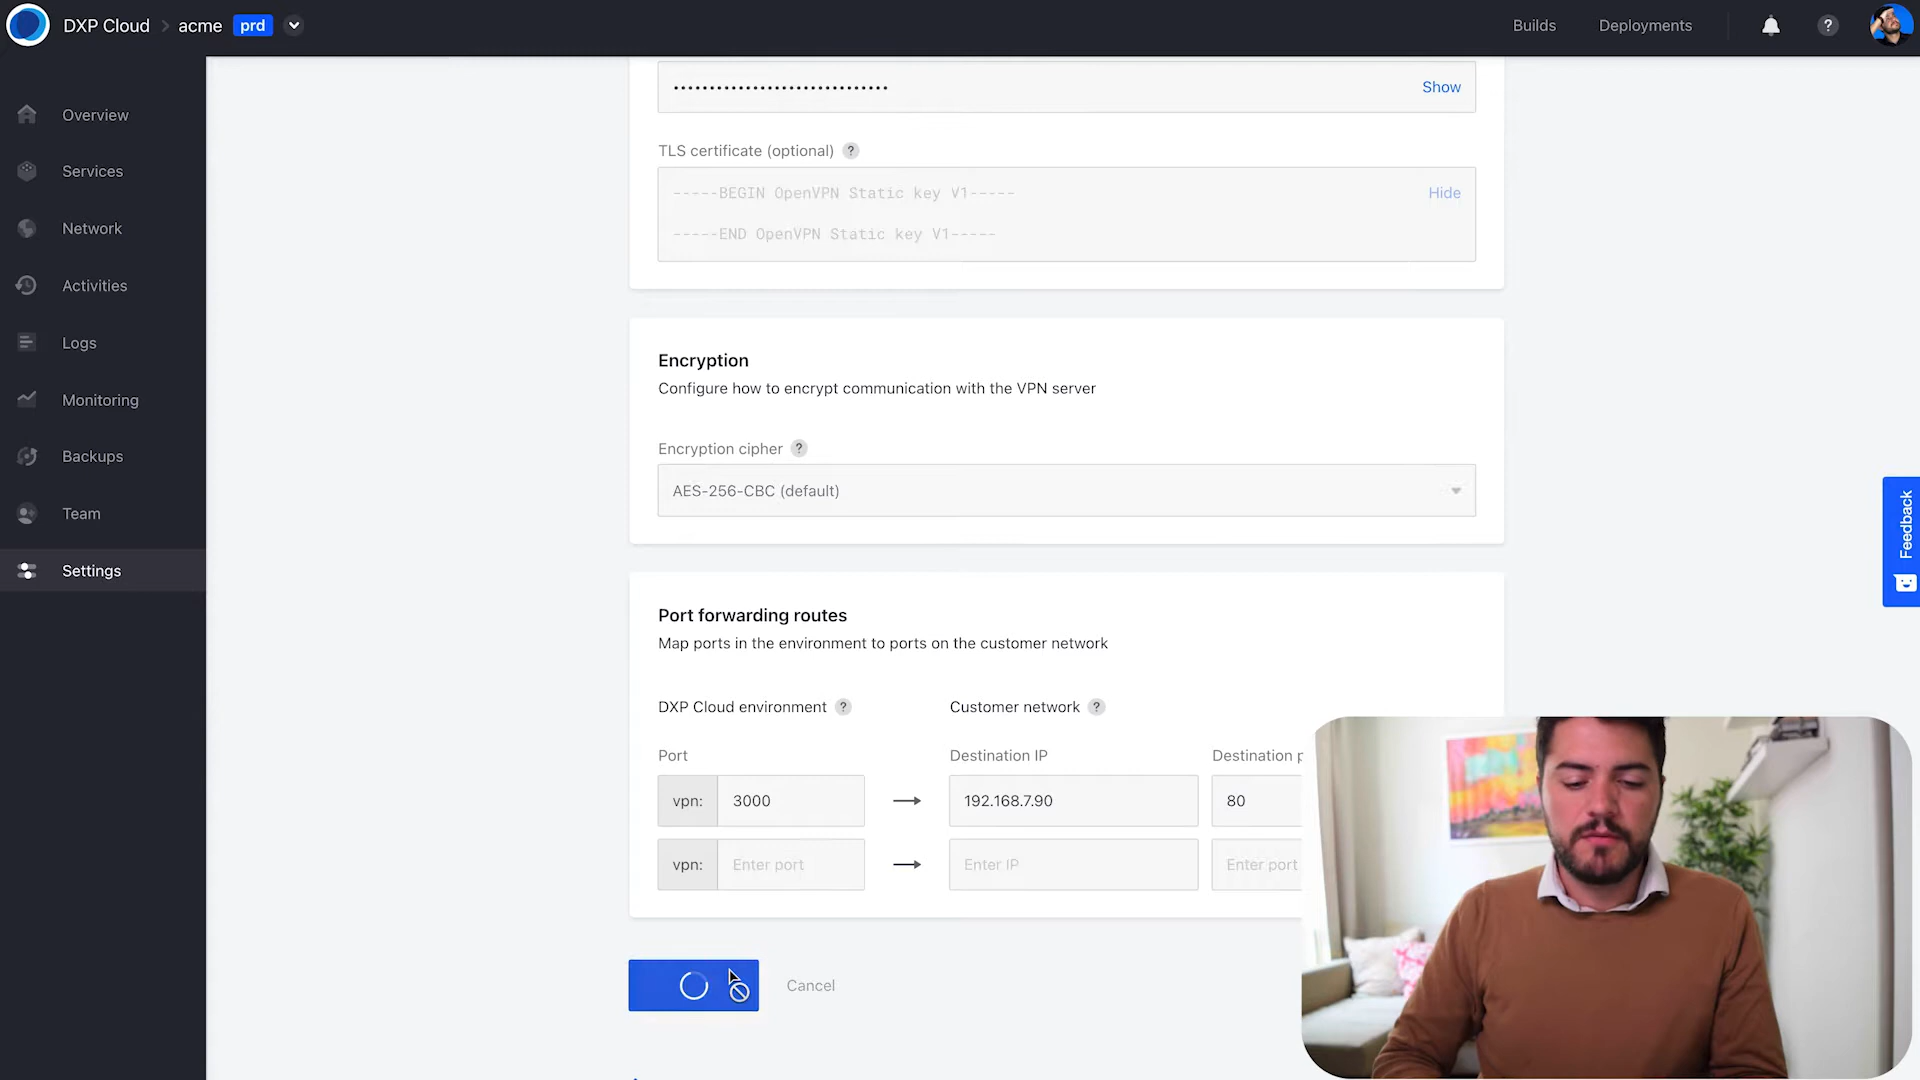 DXP Cloud > acme prd
Builds
Deployments
?
Overview
Services
Network
Activities
Logs
Monitoring
Backups
Team
Settings
•••••••••••••••••••••••••••••• Show
TLS certificate (optional) ?
-----BEGIN OpenVPN Static key V1----- Hide
-----END OpenVPN Static key V1-----
Encryption
Configure how to encrypt communication with the VPN server
Encryption cipher ?
AES-256-CBC (default)
Port forwarding routes
Map ports in the environment to ports on the customer network
DXP Cloud environment ? Customer network ?
Port Destination IP Destination p
vpn: 3000 → 192.168.7.90 80
vpn: Enter port → Enter IP Enter port
Cancel
Feedback